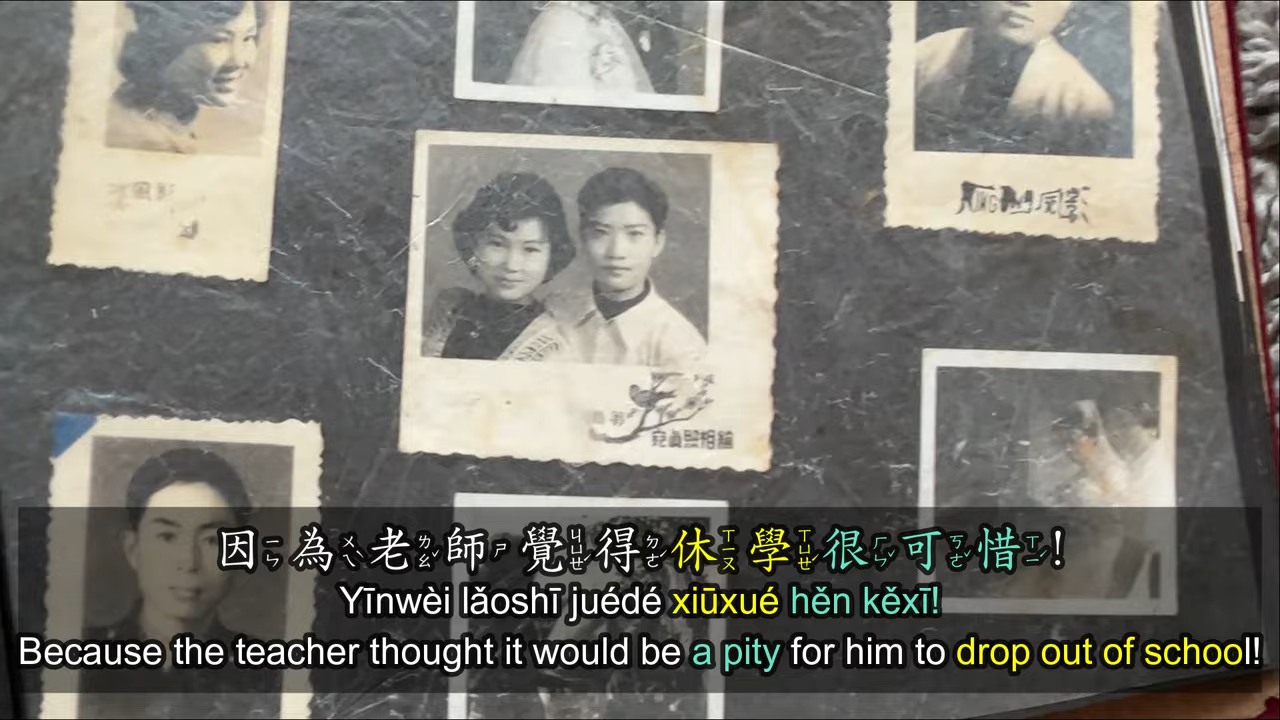 因為老師覺得休學很可惜!
Yīnwèi lǎoshī juédé xiūxué hěn kěxī!
Because the teacher thought it would be a pity for him to drop out of school!